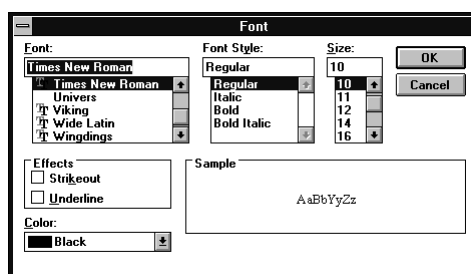 Font
Font: Font Style: Size:
Times New Roman Regular 10 OK
Times New Roman Regular 10 Cancel
Univers Italic 11
Viking Bold 12
Wide Latin Bold Italic 14
Wingdings 16
Effects Sample
Strikeout
Underline AaBbYyZz
Color:
Black